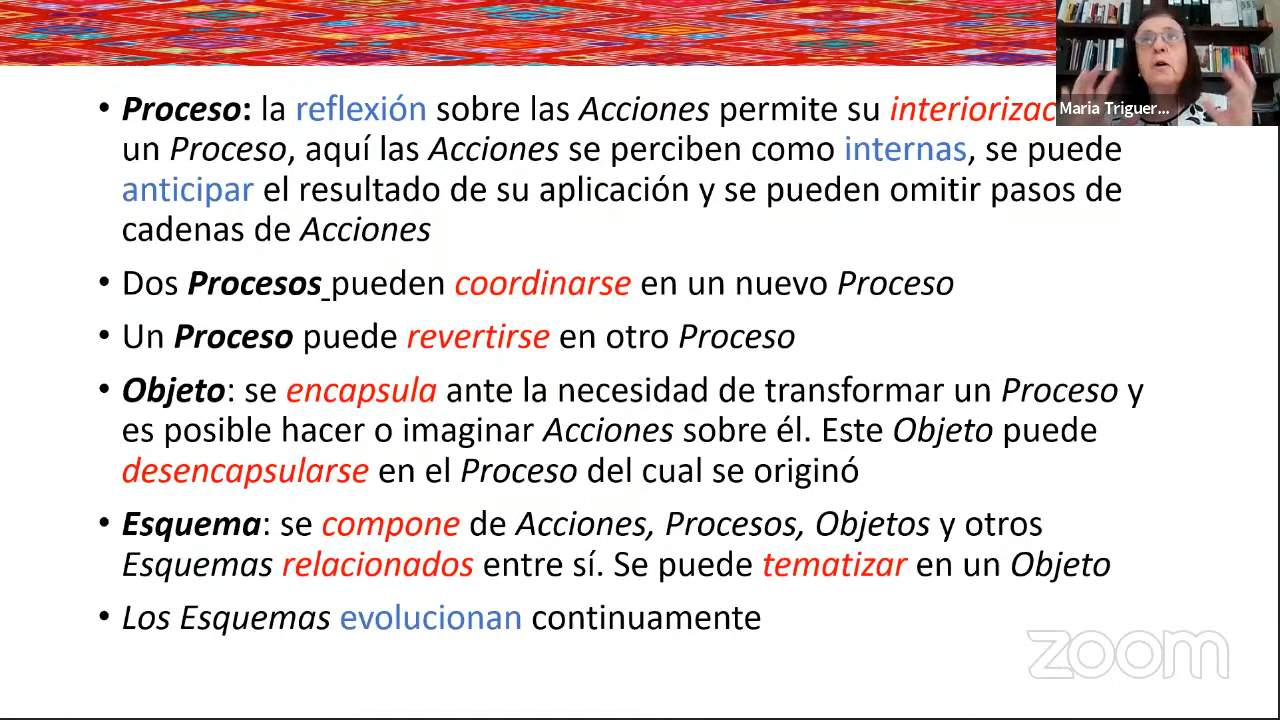 • Proceso: la reflexión sobre las Acciones permite su interiorizac
un Proceso, aquí las Acciones se perciben como internas, se puede
anticipar el resultado de su aplicación y se pueden omitir pasos de
cadenas de Acciones
• Dos Procesos pueden coordinarse en un nuevo Proceso
• Un Proceso puede revertirse en otro Proceso
• Objeto: se encapsula ante la necesidad de transformar un Proceso y
es posible hacer o imaginar Acciones sobre él. Este Objeto puede
desencapsularse en el Proceso del cual se originó
• Esquema: se compone de Acciones, Procesos, Objetos y otros
Esquemas relacionados entre sí. Se puede tematizar en un Objeto
• Los Esquemas evolucionan continuamente
Maria Triguer...
zoom